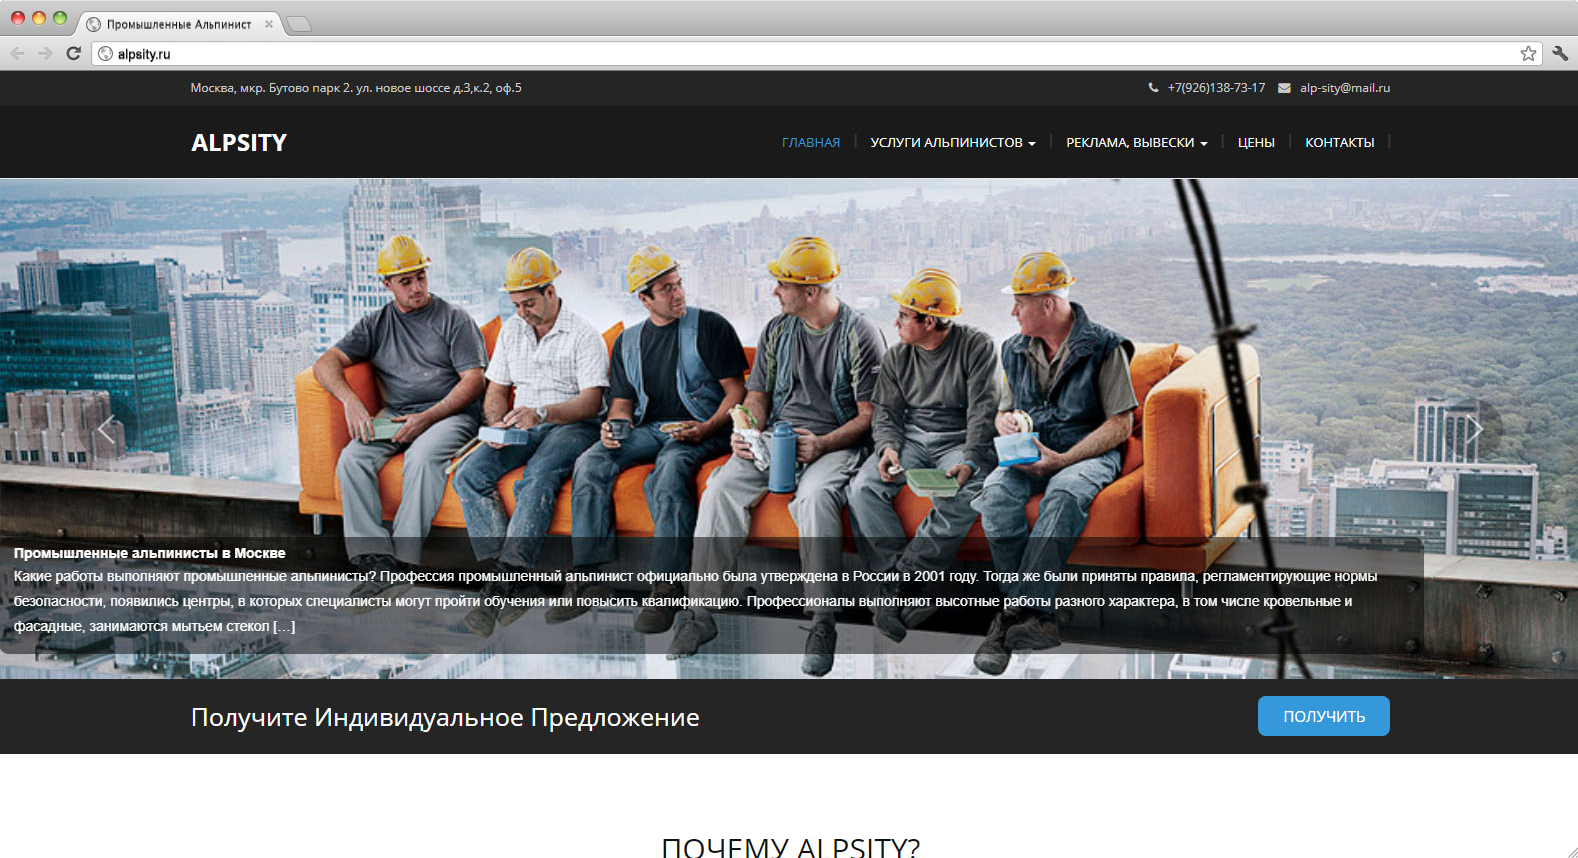 Промышленные Альпинист
alpsity.ru
Москва, мкр. Бутово парк 2. ул. новое шоссе д.3,к.2, оф.5
+7(926)138-73-17
alp-sity@mail.ru
ALPSITY
ГЛАВНАЯ
УСЛУГИ АЛЬПИНИСТОВ
РЕКЛАМА, ВЫВЕСКИ
ЦЕНЫ
КОНТАКТЫ
Промышленные альпинисты в Москве
Какие работы выполняют промышленные альпинисты? Профессия промышленный альпинист официально была утверждена в России в 2001 году. Тогда же были приняты правила, регламентирующие нормы
безопасности, появились центры, в которых специалисты могут пройти обучения или повысить квалификацию. Профессионалы выполняют высотные работы разного характера, в том числе кровельные и
фасадные, занимаются мытьем стекол [...]
Получите Индивидуальное Предложение
ПОЛУЧИТЬ
ПОЧЕМУ ALPSITY?